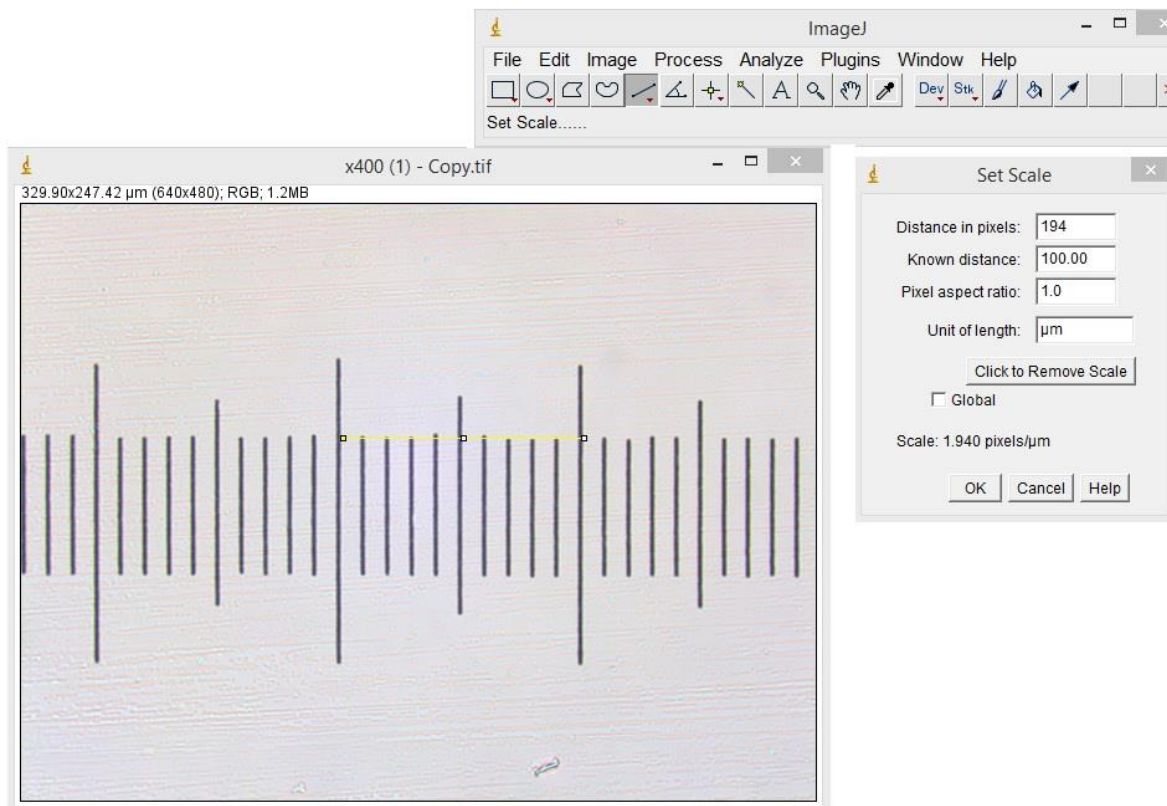 ImageJ
File Edit Image Process Analyze Plugins Window Help
A Dev Stk
Set Scale......
x400 (1) - Copy.tif
329.90x247.42 µm (640x480); RGB; 1.2MB
Set Scale
Distance in pixels: 194
Known distance: 100.00
Pixel aspect ratio: 1.0
Unit of length: µm
Click to Remove Scale
Global
Scale: 1.940 pixels/µm
OK Cancel Help